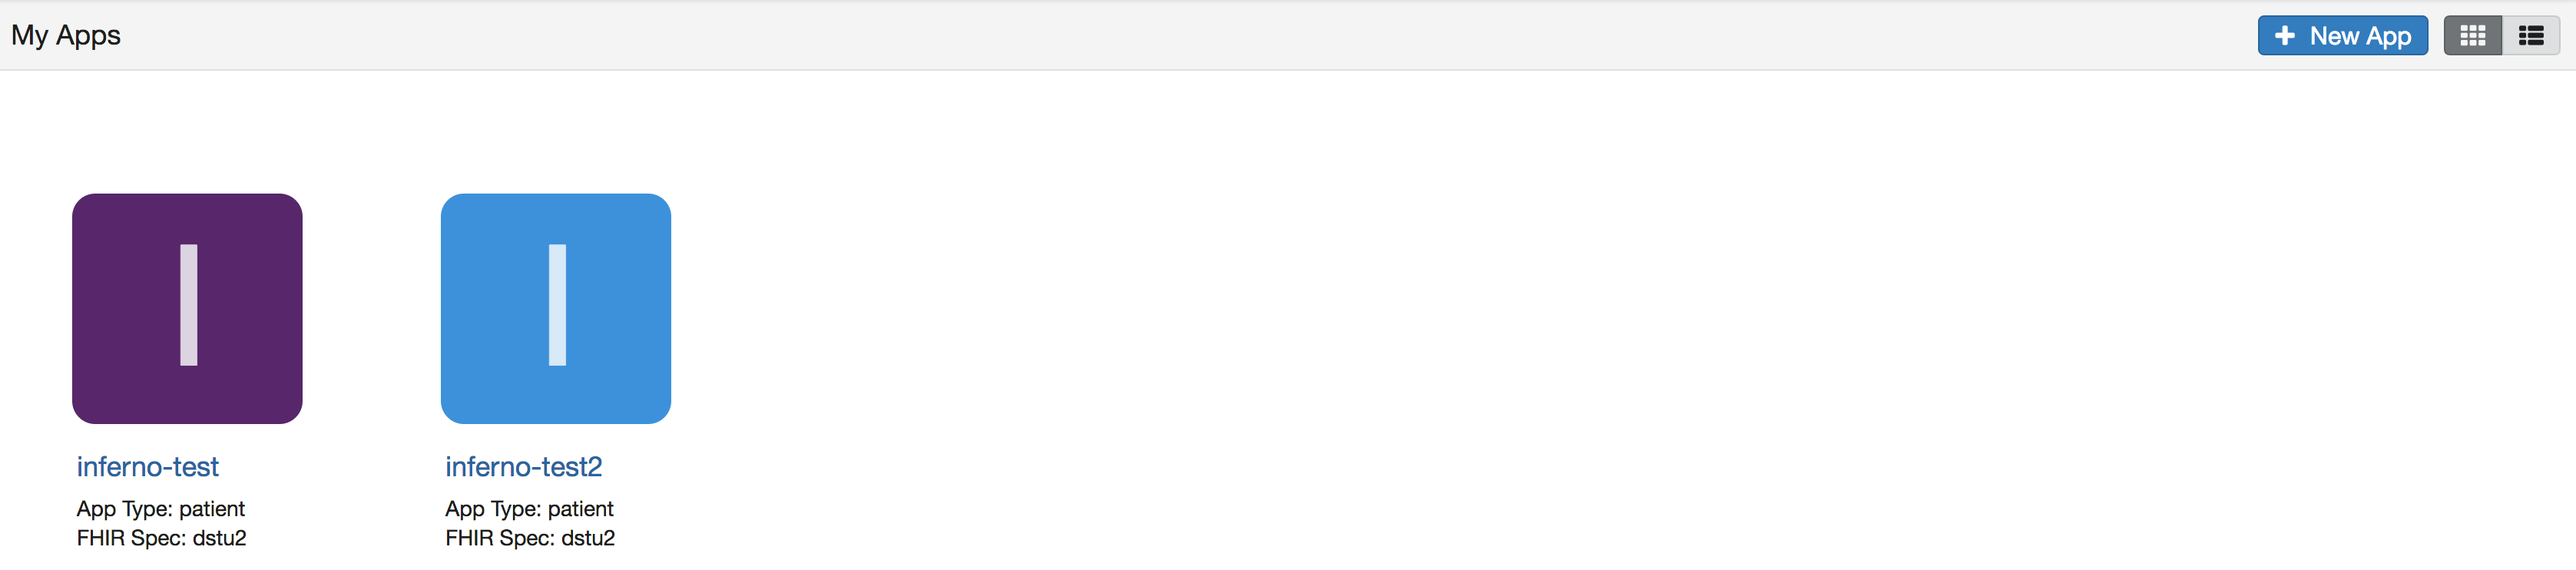 My Apps
New App
I
I
inferno-test
App Type: patient
FHIR Spec: dstu2
inferno-test2
App Type: patient
FHIR Spec: dstu2